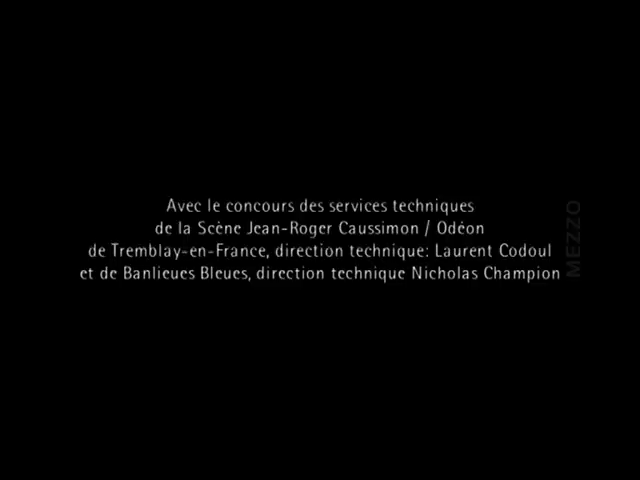 Avec le concours des services techniques
de la Scène Jean-Roger Caussimon / Odéon
de Tremblay-en-France, direction technique: Laurent Codoul
et de Banlieues Bleues, direction technique Nicholas Champion
MEZZO